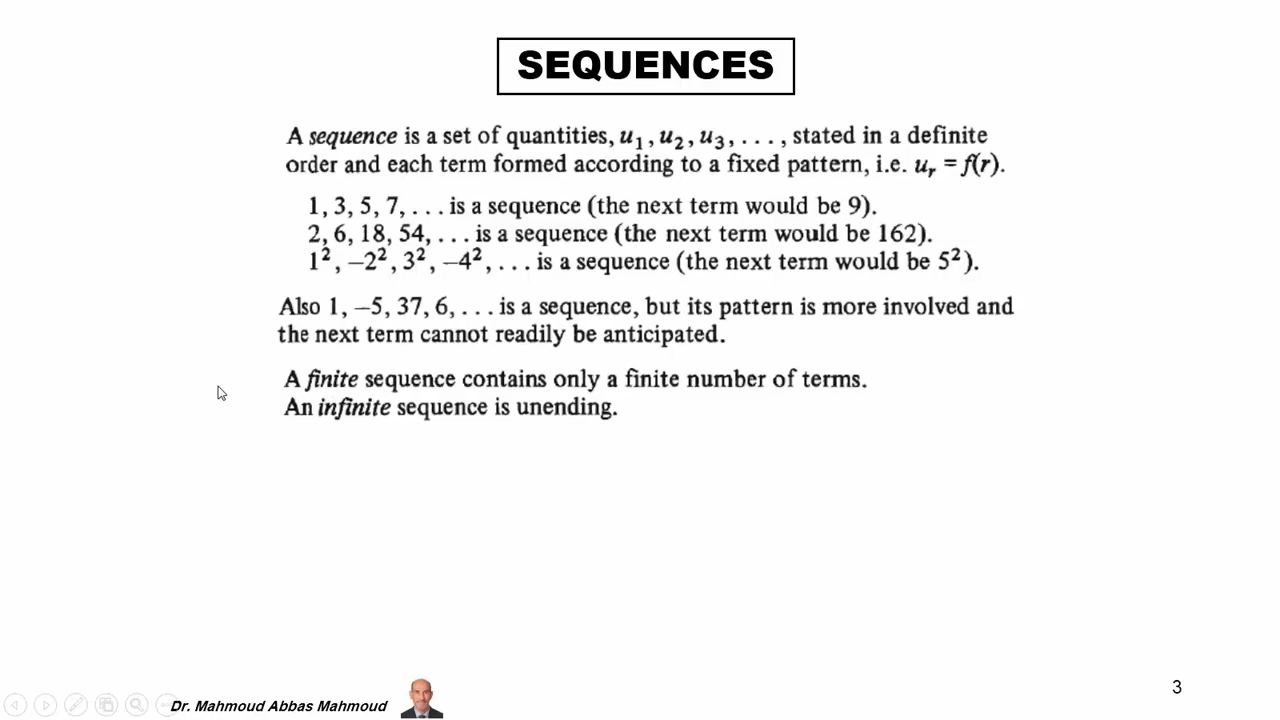 SEQUENCES
A sequence is a set of quantities, u₁, u₂, u₃, . . . , stated in a definite
order and each term formed according to a fixed pattern, i.e. uᵣ = f(r).
1, 3, 5, 7, . . . is a sequence (the next term would be 9).
2, 6, 18, 54, . . . is a sequence (the next term would be 162).
1², −2², 3², −4², . . . is a sequence (the next term would be 5²).
Also 1, −5, 37, 6, . . . is a sequence, but its pattern is more involved and
the next term cannot readily be anticipated.
A finite sequence contains only a finite number of terms.
An infinite sequence is unending.
Dr. Mahmoud Abbas Mahmoud
3